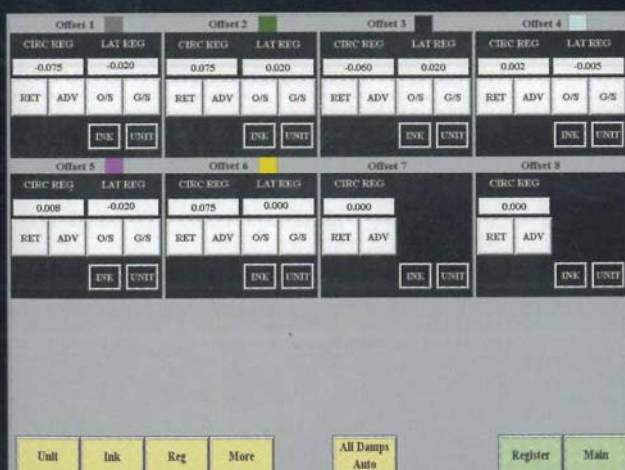 Offset 1 Offset 2 Offset 3 Offset 4
CIRC REG LAT REG CIRC REG LAT REG CIRC REG LAT REG CIRC REG LAT REG
-0.075 -0.020 0.075 0.020 -0.060 0.020 0.002 -0.005
RET ADV O/S G/S RET ADV O/S G/S RET ADV O/S G/S RET ADV O/S G/S
INK UNIT INK UNIT INK UNIT INK UNIT
Offset 5 Offset 6 Offset 7 Offset 8
CIRC REG LAT REG CIRC REG LAT REG CIRC REG CIRC REG
0.008 -0.020 0.075 0.000 0.000 0.000
RET ADV O/S G/S RET ADV O/S G/S RET ADV RET ADV
INK UNIT INK UNIT INK UNIT INK UNIT
Unit Ink Reg More All Damps Register Main
Auto